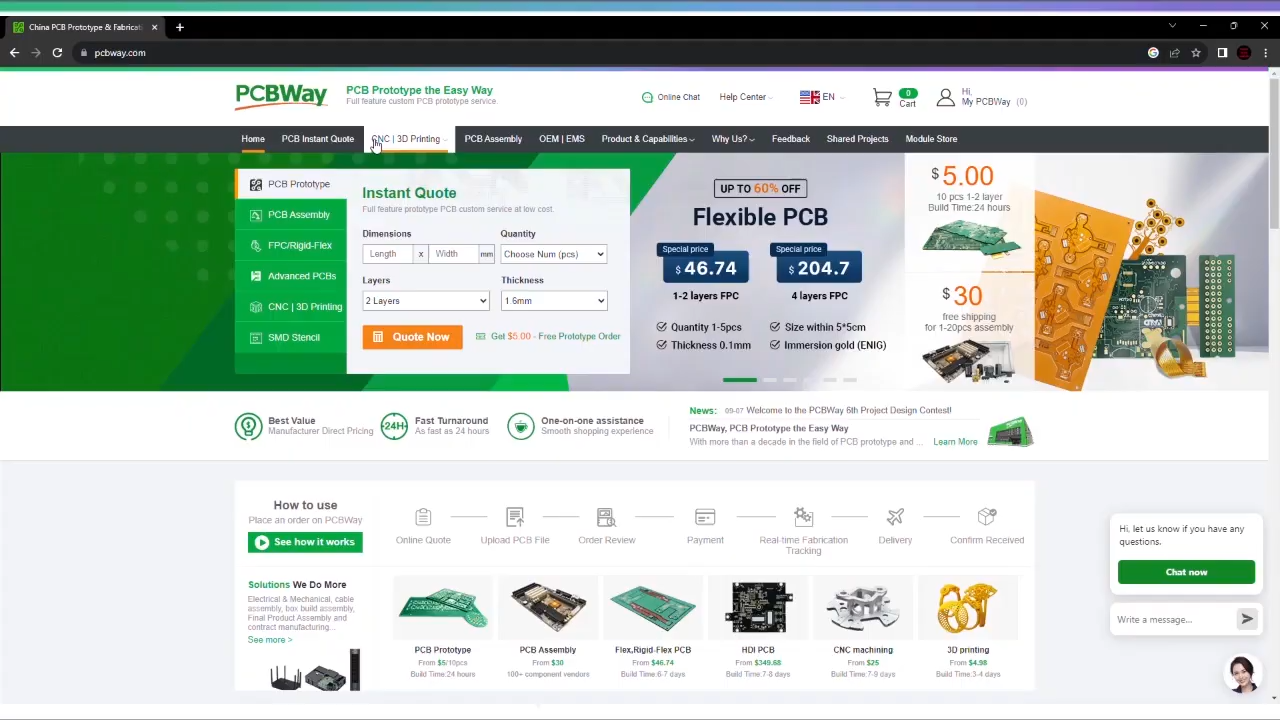 China PCB Prototype & Fabricati
pcbway.com
PCBWay
PCB Prototype the Easy Way
Full feature custom PCB prototype service.
Online Chat
Help Center
EN
0
Cart
Hi,
My PCBWay (0)
Home
PCB Instant Quote
CNC | 3D Printing
PCB Assembly
OEM | EMS
Product & Capabilities
Why Us?
Feedback
Shared Projects
Module Store
PCB Prototype
PCB Assembly
FPC/Rigid-Flex
Advanced PCBs
CNC | 3D Printing
SMD Stencil
Instant Quote
Full feature prototype PCB custom service at low cost.
Dimensions
Quantity
Length x Width mm
Choose Num (pcs)
Layers
Thickness
2 Layers
1.6mm
Quote Now
Get $5.00 - Free Prototype Order
UP TO 60% OFF
Flexible PCB
Special price
$ 46.74
1-2 layers FPC
Special price
$ 204.7
4 layers FPC
Quantity 1-5pcs
Size within 5*5cm
Thickness 0.1mm
Immersion gold (ENIG)
$ 5.00
10 pcs 1-2 layer
Build Time:24 hours
$ 30
free shipping
for 1-20pcs assembly
Best Value
Manufacturer Direct Pricing
24H
Fast Turnaround
As fast as 24 hours
One-on-one assistance
Smooth shopping experience
News: 09-07 Welcome to the PCBWay 6th Project Design Contest!
PCBWay, PCB Prototype the Easy Way
With more than a decade in the field of PCB prototype and ... Learn More
How to use
Place an order on PCBWay
See how it works
Online Quote
Upload PCB File
Order Review
Payment
Real-time Fabrication
Tracking
Delivery
Confirm Received
Solutions We Do More
Electrical & Mechanical, cable
assembly, box build assembly,
Final Product Assembly and
contract manufacturing...
See more >
PCB Prototype
From $5/10pcs
Build Time:24 hours
PCB Assembly
From $30
100+ component vendors
Flex,Rigid-Flex PCB
From $46.74
Build Time:6-7 days
HDI PCB
From $349.68
Build Time:7-8 days
CNC machining
From $25
Build Time:7-9 days
3D printing
From $4.98
Build Time:3-4 days
Hi, let us know if you have any
questions.
Chat now
Write a message...